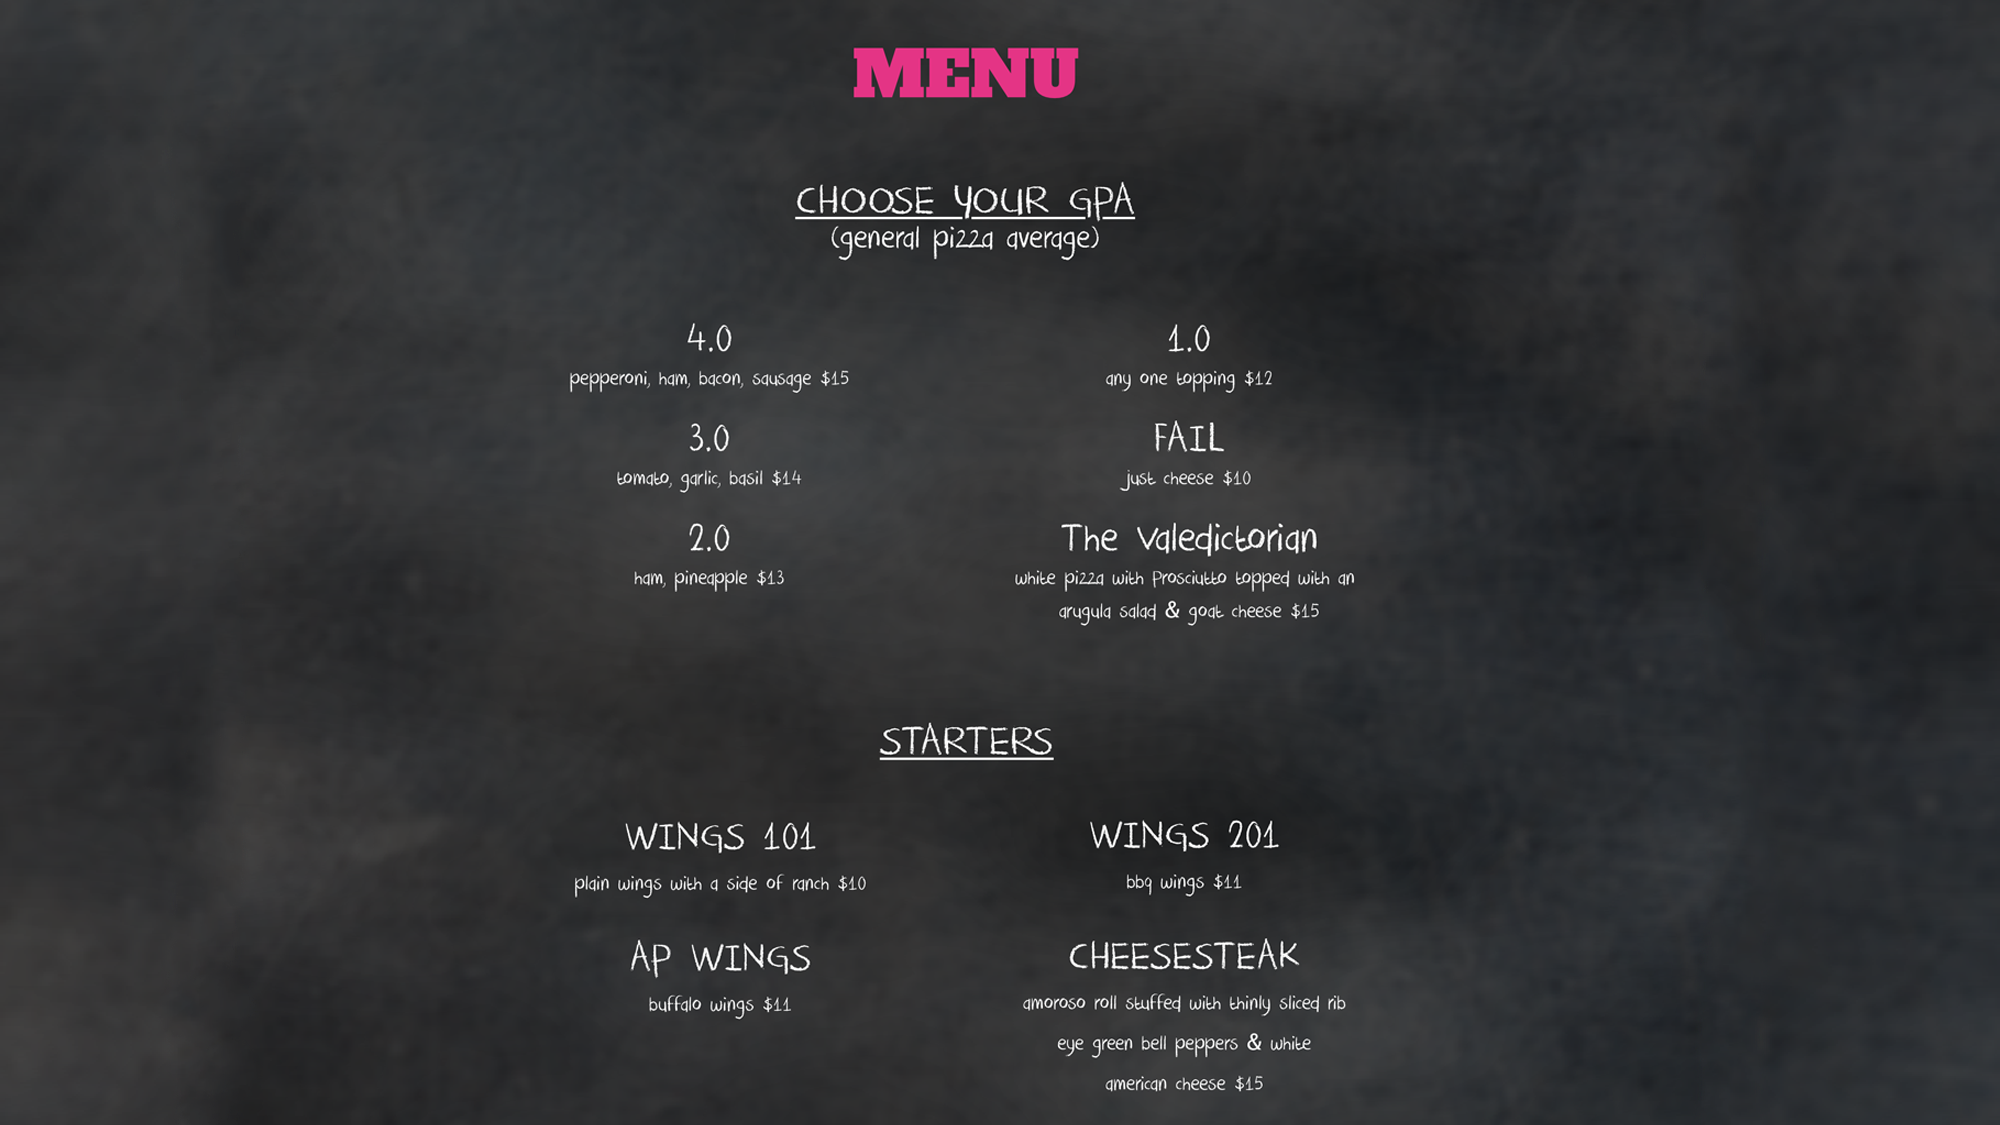 MENU
CHOOSE YOUR GPA
(general pizza average)
4.0
pepperoni, ham, bacon, sausage $15
3.0
tomato, garlic, basil $14
2.0
ham, pineapple $13
1.0
any one topping $12
FAIL
just cheese $10
The Valedictorian
white pizza with Prosciutto topped with an
arugula salad & goat cheese $15
STARTERS
WINGS 101
plain wings with a side of ranch $10
AP WINGS
buffalo wings $11
WINGS 201
bbq wings $11
CHEESESTEAK
amoroso roll stuffed with thinly sliced rib
eye green bell peppers & white
american cheese $15